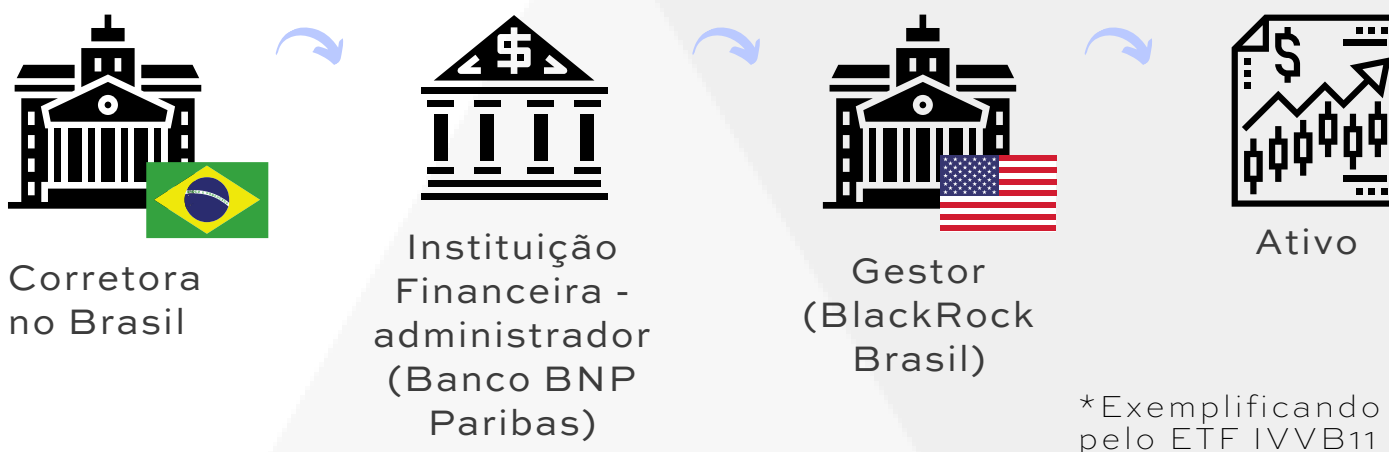 Corretora
no Brasil
Instituição
Financeira -
administrador
(Banco BNP
Paribas)
Gestor
(BlackRock
Brasil)
Ativo
*Exemplificando
pelo ETF IVVB11